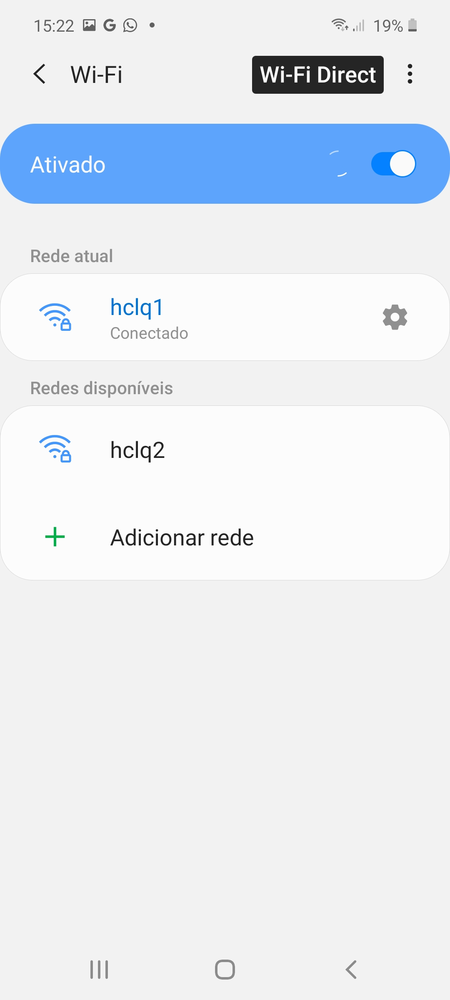 15:22 19%
Wi-Fi Wi-Fi Direct
Ativado
Rede atual
hclq1
Conectado
Redes disponíveis
hclq2
Adicionar rede